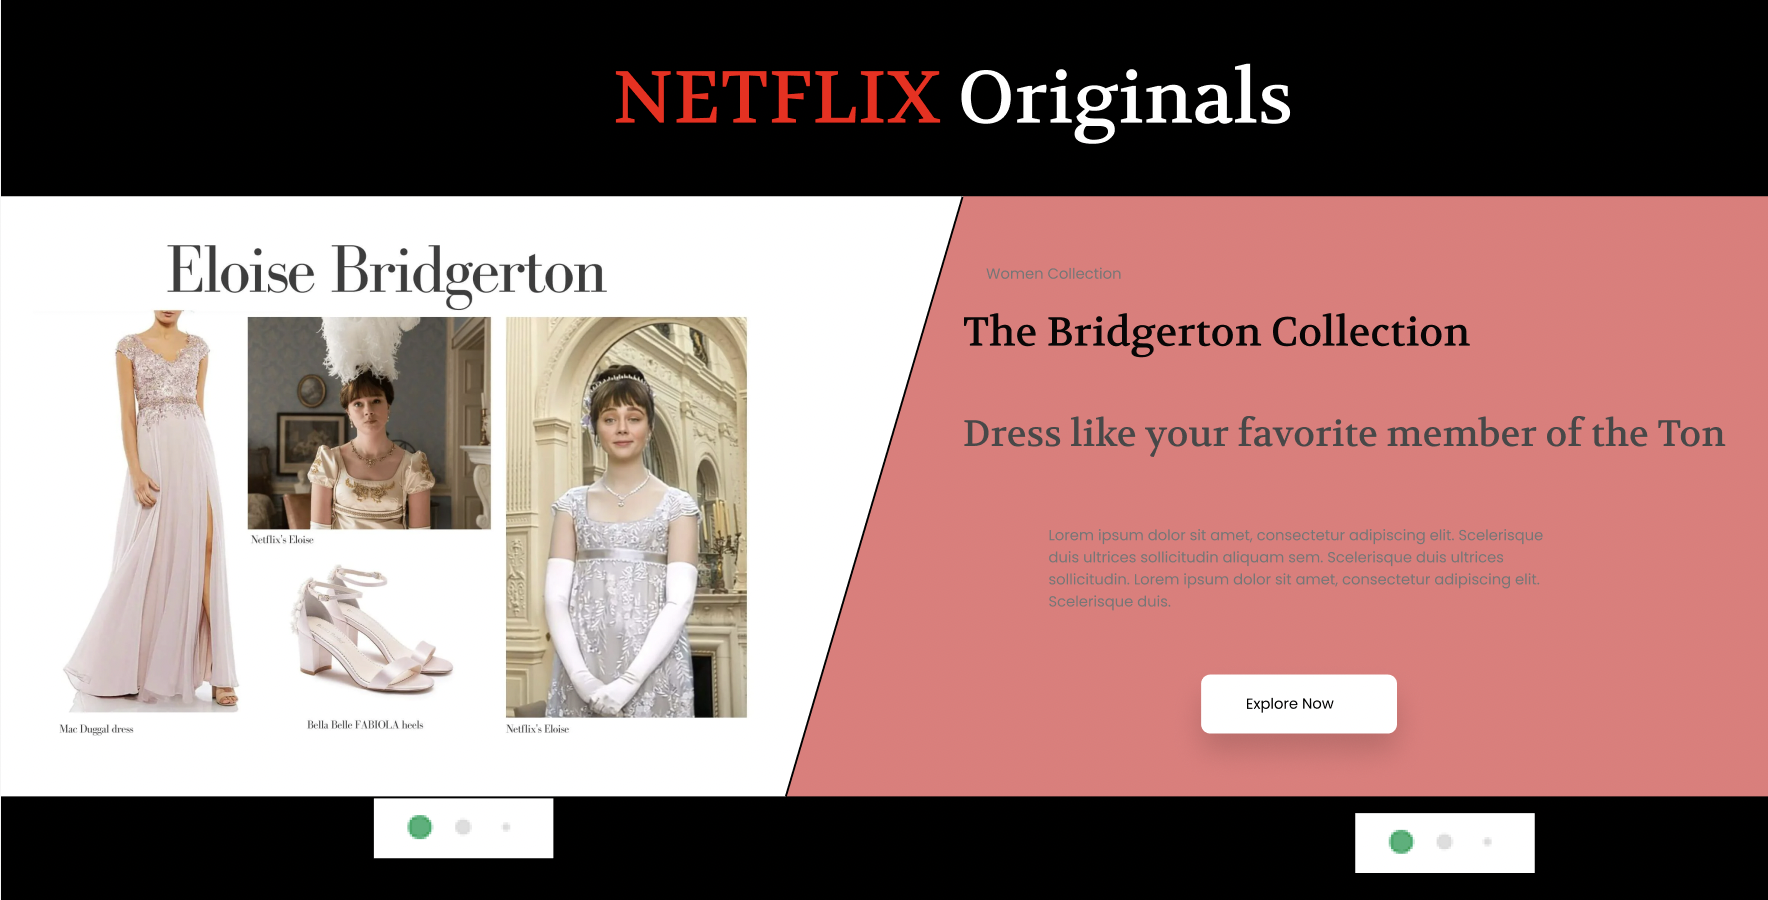 NETFLIX Originals
Eloise Bridgerton
Netflix's Eloise
Mac Duggal dress
Bella Belle FABIOLA heels
Netflix's Eloise
Women Collection
The Bridgerton Collection
Dress like your favorite member of the Ton
Lorem ipsum dolor sit amet, consectetur adipiscing elit. Scelerisque
duis ultrices sollicitudin aliquam sem. Scelerisque duis ultrices
sollicitudin. Lorem ipsum dolor sit amet, consectetur adipiscing elit.
Scelerisque duis.
Explore Now